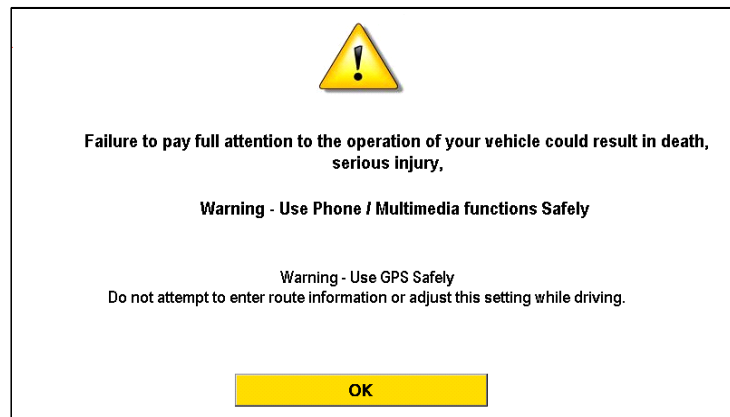 Failure to pay full attention to the operation of your vehicle could result in death,
serious injury,
Warning - Use Phone / Multimedia functions Safely
Warning - Use GPS Safely
Do not attempt to enter route information or adjust this setting while driving.
OK